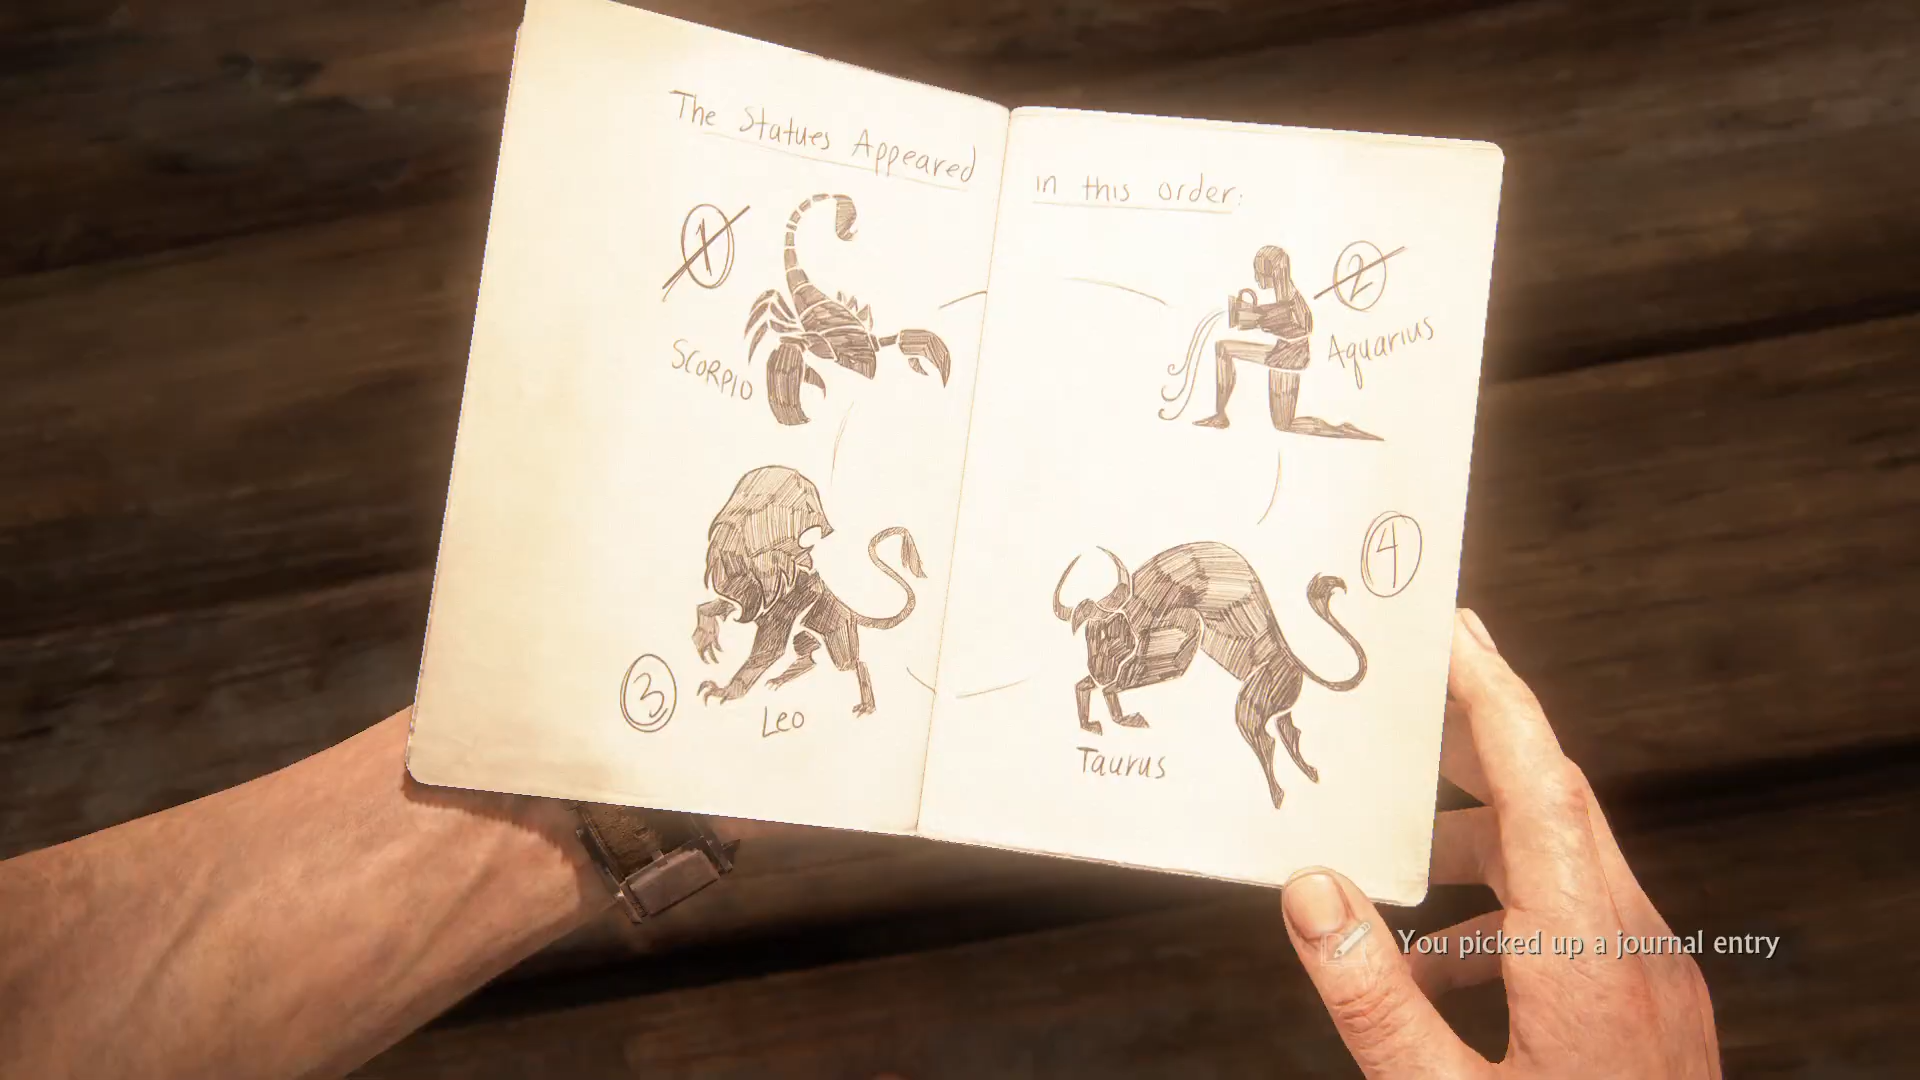 The Statues Appeared
in this order:
1
SCORPIO
2
Aquarius
3
Leo
4
Taurus
You picked up a journal entry